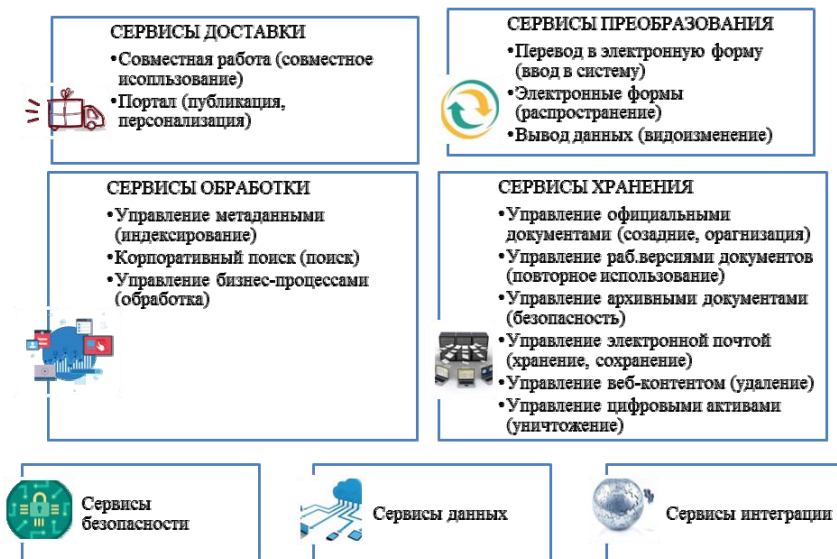 СЕРВИСЫ ДОСТАВКИ
•Совместная работа (совместное
исопльзование)
•Портал (публикация,
персонализация)
СЕРВИСЫ ПРЕОБРАЗОВАНИЯ
•Перевод в электронную форму
(ввод в систему)
•Электронные формы
(распространение)
•Вывод данных (видоизменение)
СЕРВИСЫ ОБРАБОТКИ
•Управление метаданными
(индексирование)
•Корпоративный поиск (поиск)
•Управление бизнес-процессами
(обработка)
СЕРВИСЫ ХРАНЕНИЯ
•Управление официальными
документами (созадние, орагнизация)
•Управление раб.версиями документов
(повторное использование)
•Управление архивными документами
(безопасность)
•Управление электронной почтой
(хранение, сохранение)
•Управление веб-контентом (удаление)
•Управление цифровыми активами
(уничтожение)
Сервисы
безопасности
Сервисы данных
Сервисы интеграции